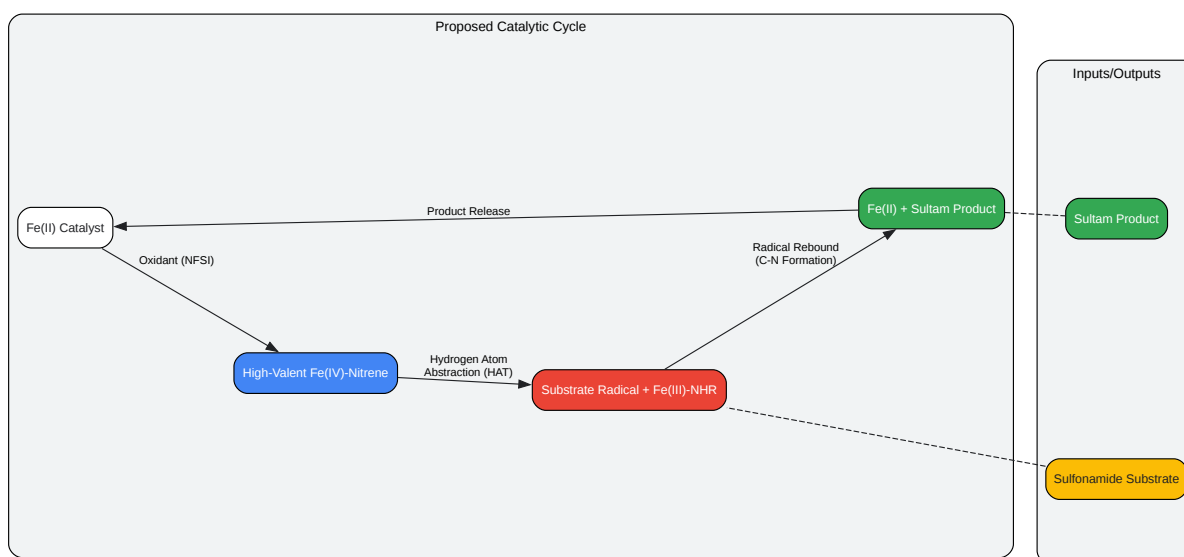 Proposed Catalytic Cycle
Inputs/Outputs
Fe(II) Catalyst
Product Release
Fe(II) + Sultam Product
Sultam Product
Oxidant (NFSI)
Radical Rebound
(C-N Formation)
High-Valent Fe(IV)-Nitrene
Hydrogen Atom
Abstraction (HAT)
Substrate Radical + Fe(III)-NHR
Sulfonamide Substrate